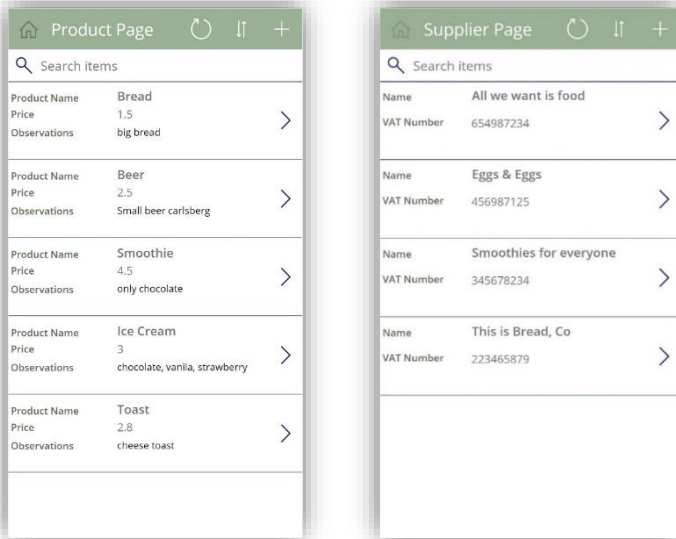 Product Page
Search items
Product Name Bread
Price 1.5
Observations big bread
Product Name Beer
Price 2.5
Observations Small beer carlsberg
Product Name Smoothie
Price 4.5
Observations only chocolate
Product Name Ice Cream
Price 3
Observations chocolate, vanila, strawberry
Product Name Toast
Price 2.8
Observations cheese toast
Supplier Page
Search items
Name All we want is food
VAT Number 654987234
Name Eggs & Eggs
VAT Number 456987125
Name Smoothies for everyone
VAT Number 345678234
Name This is Bread, Co
VAT Number 223465879